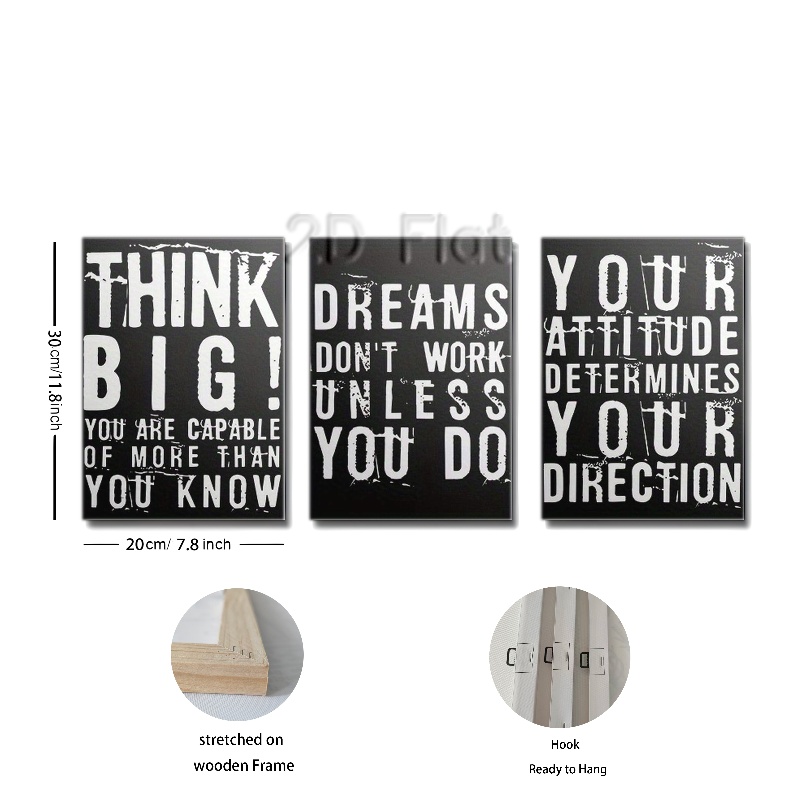 2D Flat
THINK
BIG!
YOU ARE CAPABLE
OF MORE THAN
YOU KNOW
DREAMS
DON'T WORK
UNLESS
YOU DO
YOUR
ATTITUDE
DETERMINES
YOUR
DIRECTION
30cm/11.8inch
20cm/ 7.8 inch
stretched on
wooden Frame
Hook
Ready to Hang